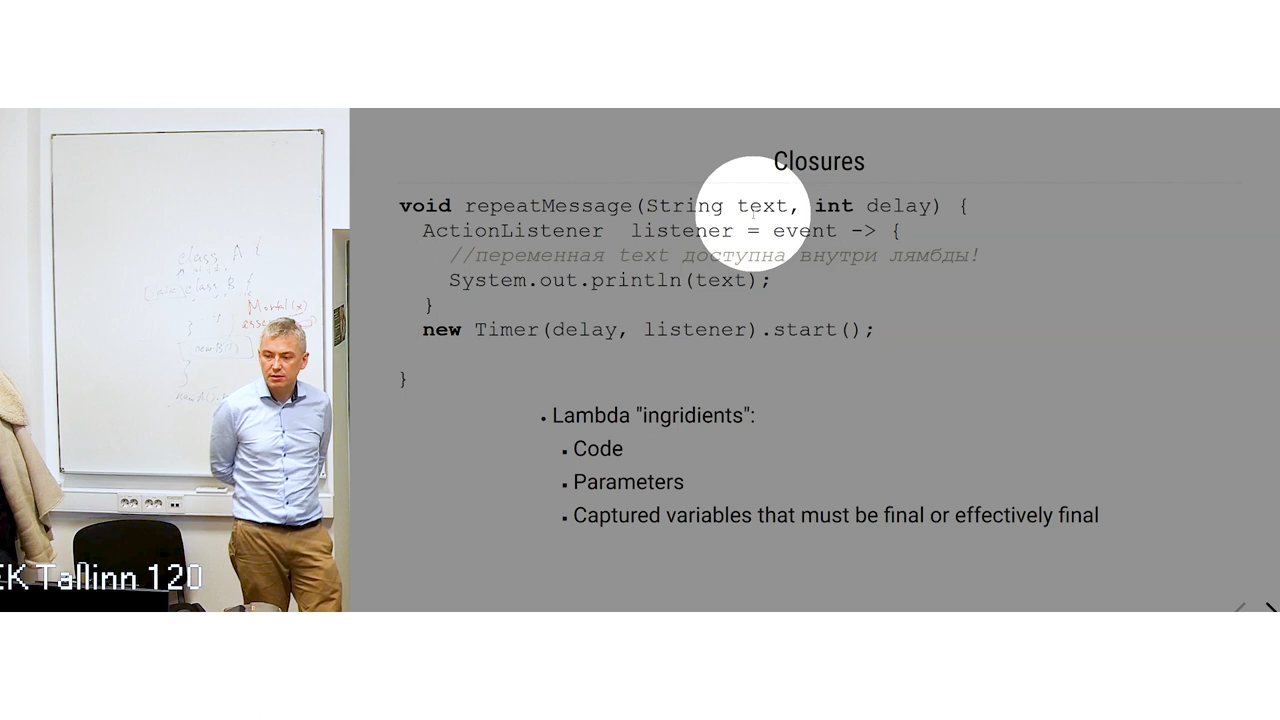 Closures
void repeatMessage(String text, int delay) {
ActionListener listener = event -> {
//переменная text доступна внутри лямбды!
System.out.println(text);
}
new Timer(delay, listener).start();
}
• Lambda "ingridients":
▪ Code
▪ Parameters
▪ Captured variables that must be final or effectively final
class A {
class B {
}
}
EK Tallinn 120